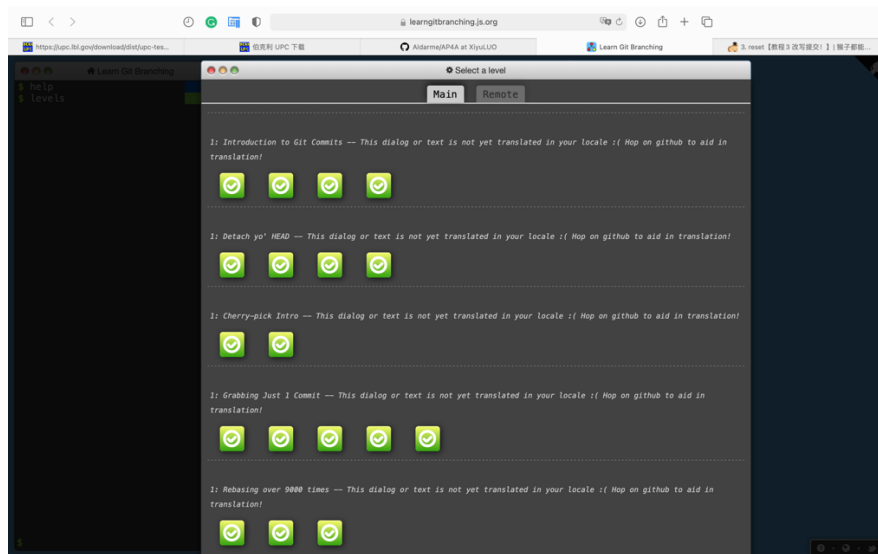 learngitbranching.js.org
https://upc.lbl.gov/download/dist/upc-tes...
伯克利 UPC 下载
Aldarme/AP4A at XiyuLUO
Learn Git Branching
3. reset【教程3 改写提交！】| 猴子都能...
Learn Git Branching
$ help
$ levels
Select a level
Main
Remote
1: Introduction to Git Commits -- This dialog or text is not yet translated in your locale :( Hop on github to aid in
translation!
1: Detach yo' HEAD -- This dialog or text is not yet translated in your locale :( Hop on github to aid in translation!
1: Cherry-pick Intro -- This dialog or text is not yet translated in your locale :( Hop on github to aid in translation!
1: Grabbing Just 1 Commit -- This dialog or text is not yet translated in your locale :( Hop on github to aid in
translation!
1: Rebasing over 9000 times -- This dialog or text is not yet translated in your locale :( Hop on github to aid in
translation!
$